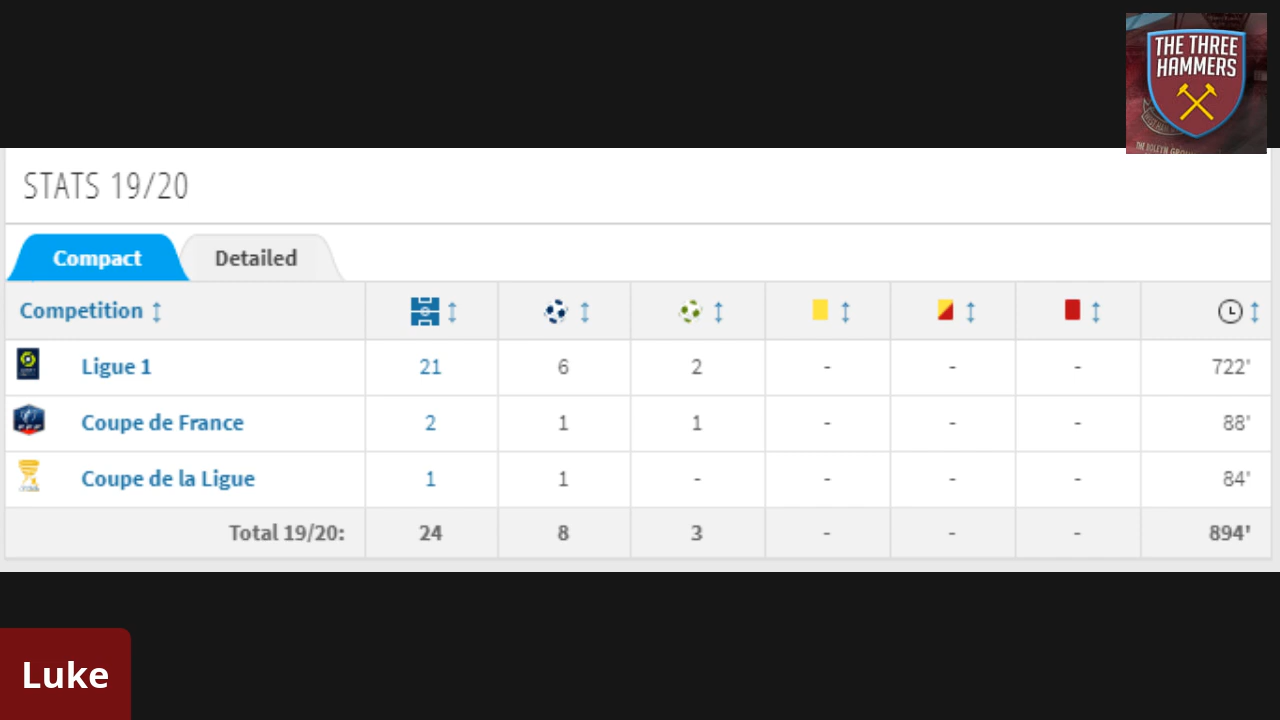 THE THREE
HAMMERS
STATS 19/20
Compact Detailed
Competition
Ligue 1 21 6 2 - - - 722'
Coupe de France 2 1 1 - - - 88'
Coupe de la Ligue 1 1 - - - - 84'
Total 19/20: 24 8 3 - - - 894'
Luke